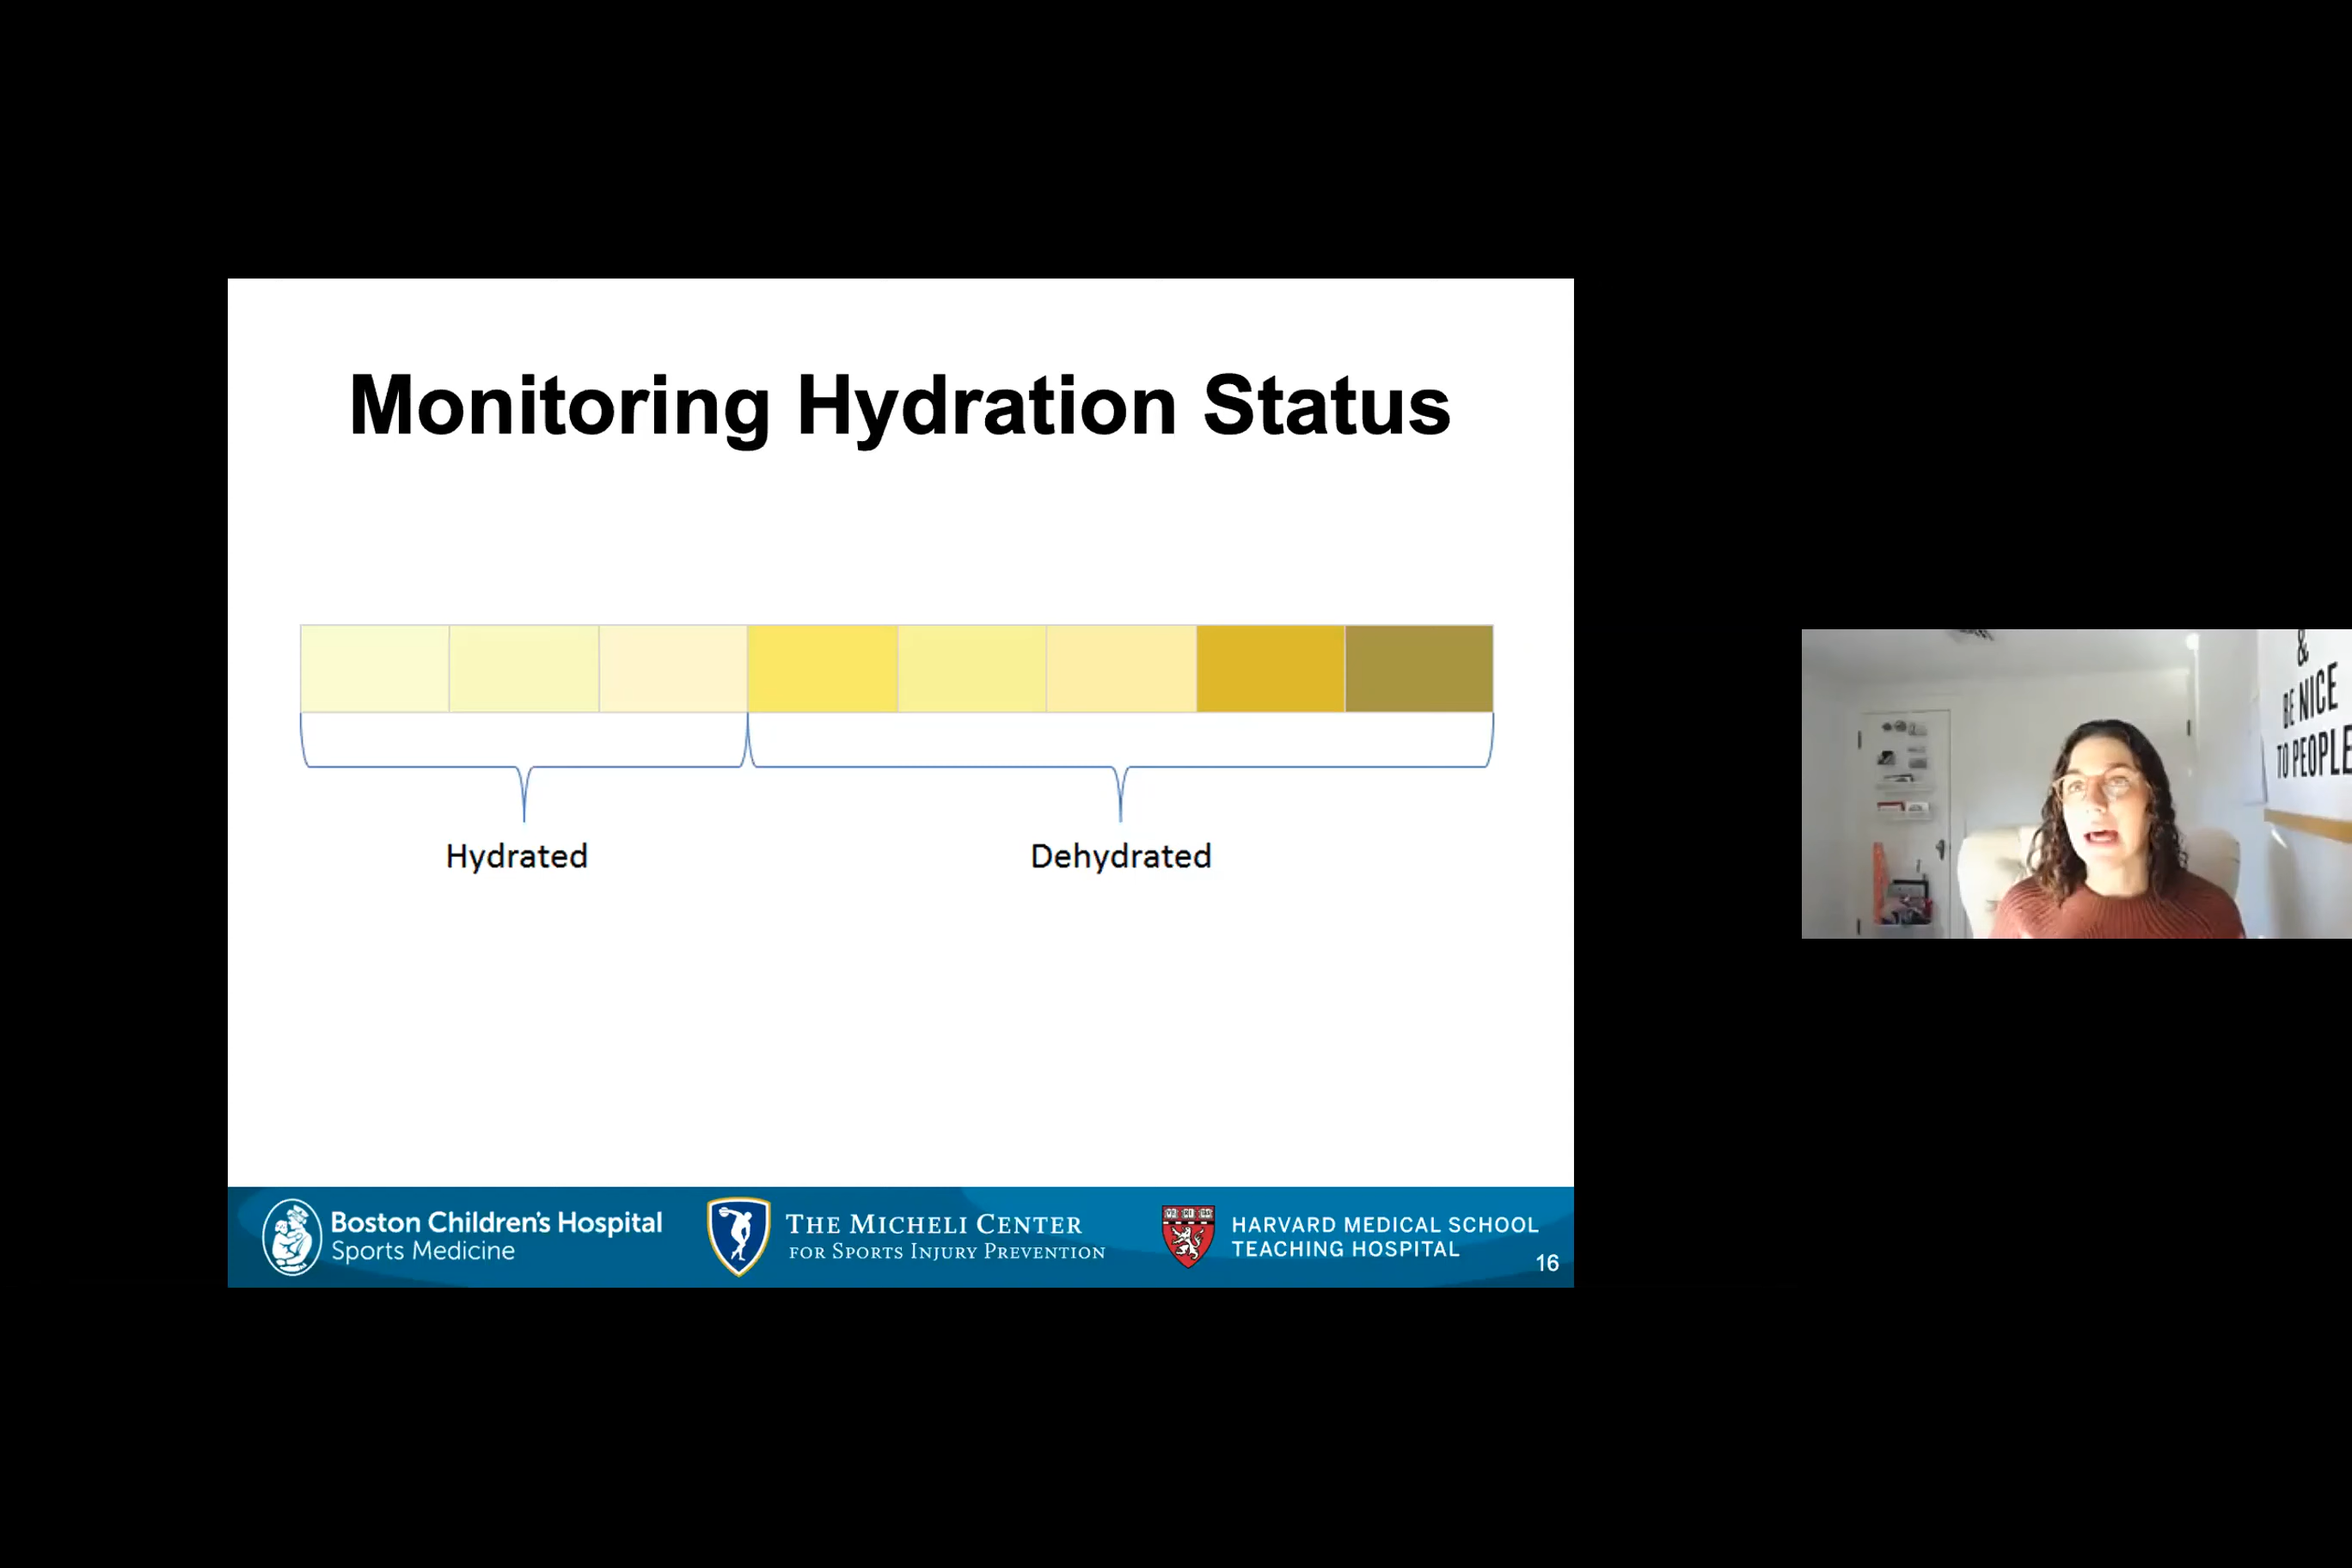 Monitoring Hydration Status
Hydrated
Dehydrated
Boston Children's Hospital
Sports Medicine
THE MICHELI CENTER
FOR SPORTS INJURY PREVENTION
HARVARD MEDICAL SCHOOL
TEACHING HOSPITAL
16
&
BE NICE
TO PEOPLE